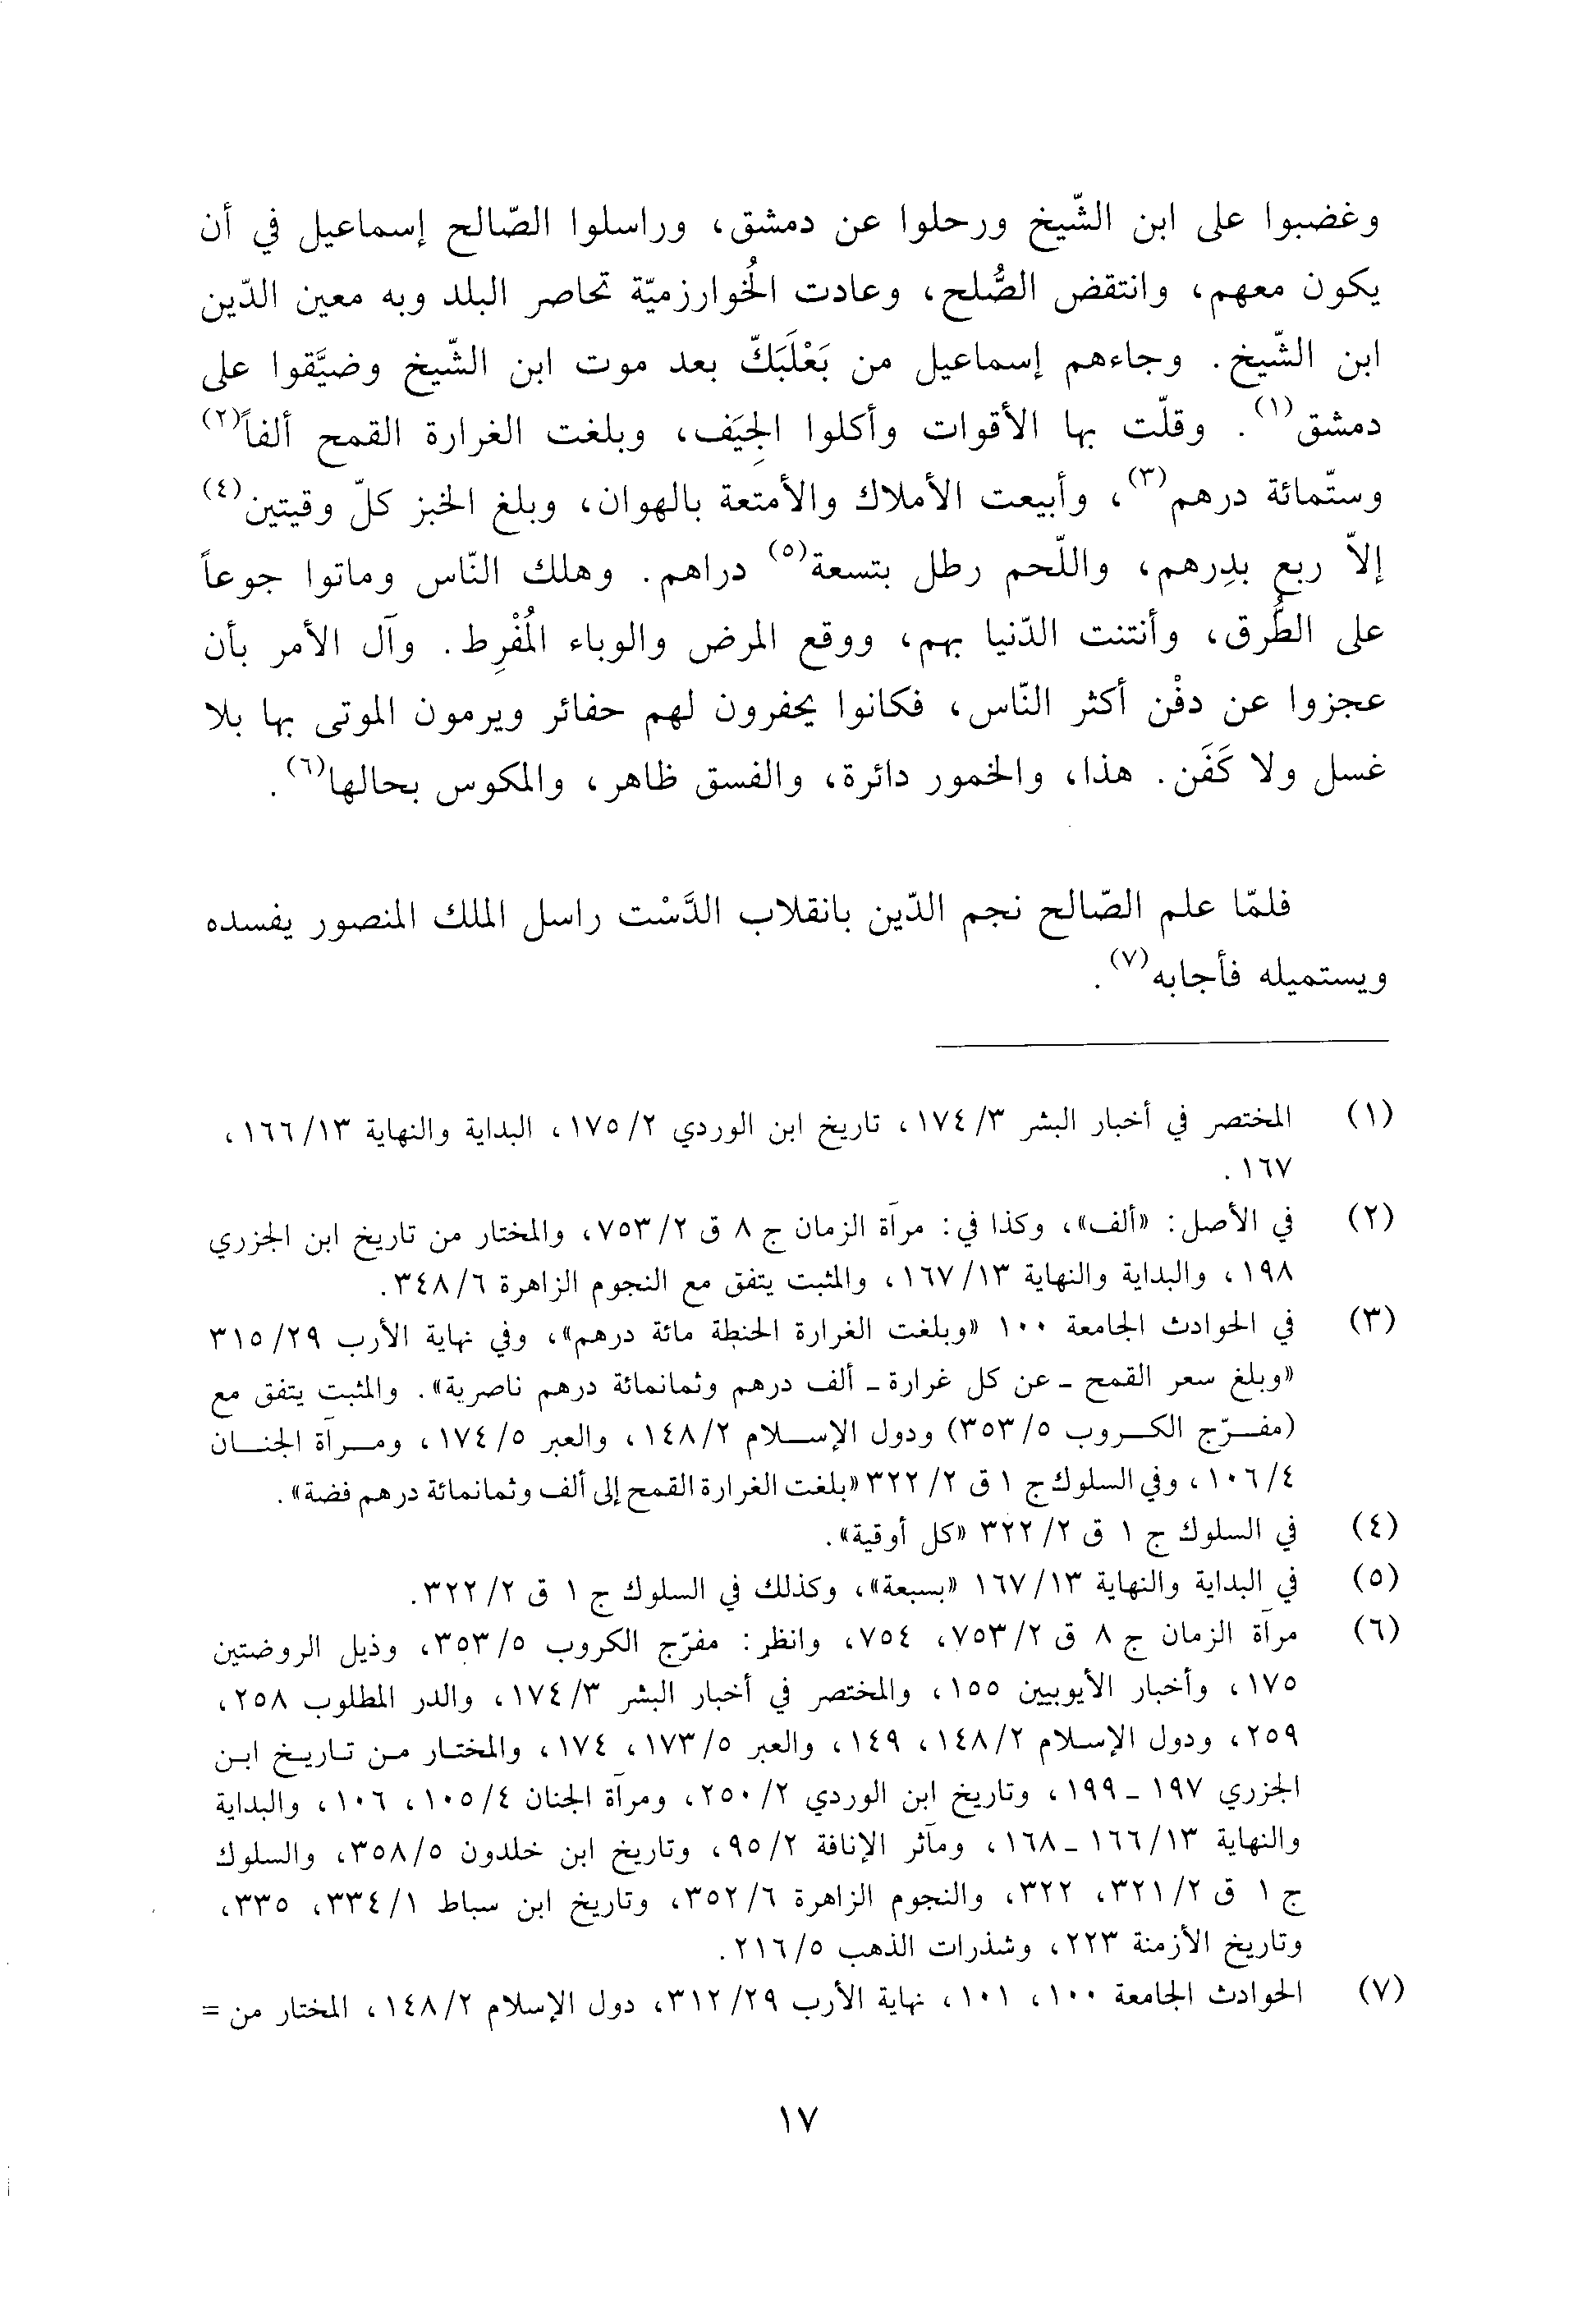 وغضبوا على ابن الشّيخ ورحلوا عن دمشق، وراسلوا الصّالح إسماعيل في أن
يكون معهم، وانتقض الصُّلح، وعادت الخُوارزميّة تحاصر البلد وبه معين الدّين
ابن الشّيخ. وجاءهم إسماعيل من بَعْلَبَكّ بعد موت ابن الشّيخ وضيَّقوا على
دمشق(١). وقلّت بها الأقوات وأكلوا الجِيَف، وبلغت الغرارة القمح ألفاً(٢)
وستّمائة درهم(٣)، وأبيعت الأملاك والأمتعة بالهوان، وبلغ الخبز كلّ وقيتين(٤)
إلاّ ربع بدِرهم، واللّحم رطل بتسعة(٥) دراهم. وهلك النّاس وماتوا جوعاً
على الطُّرق، وأنتنت الدّنيا بهم، ووقع المرض والوباء المُفْرِط. وآل الأمر بأن
عجزوا عن دفْن أكثر النّاس، فكانوا يحفرون لهم حفائر ويرمون الموتى بها بلا
غسل ولا كَفَن. هذا، والخمور دائرة، والفسق ظاهر، والمكوس بحالها(٦).
فلمّا علم الصّالح نجم الدّين بانقلاب الدَّسْت راسل الملك المنصور يفسده
ويستميله فأجابه(٧).
(١) المختصر في أخبار البشر ١٧٤/٣، تاريخ ابن الوردي ١٧٥/٢، البداية والنهاية ١٦٦/١٣،
١٦٧.
(٢) في الأصل: «ألف»، وكذا في: مرآة الزمان ج ٨ ق ٧٥٣/٢، والمختار من تاريخ ابن الجزري
١٩٨، والبداية والنهاية ١٦٧/١٣، والمثبت يتفق مع النجوم الزاهرة ٣٤٨/٦.
(٣) في الحوادث الجامعة ١٠٠ «وبلغت الغرارة الحنطة مائة درهم»، وفي نهاية الأرب ٣١٥/٢٩
«وبلغ سعر القمح ـ عن كل غرارة ـ ألف درهم وثمانمائة درهم ناصرية». والمثبت يتفق مع
(مفرّج الكروب ٣٥٣/٥) ودول الإسلام ١٤٨/٢، والعبر ١٧٤/٥، ومرآة الجنان
١٠٦/٤، وفي السلوك ج ١ ق ٣٢٢/٢ «بلغت الغرارة القمح إلى ألف وثمانمائة درهم فضة».
(٤) في السلوك ج ١ ق ٣٢٢/٢ «كل أوقية».
(٥) في البداية والنهاية ١٦٧/١٣ «بسبعة»، وكذلك في السلوك ج ١ ق ٣٢٢/٢.
(٦) مرآة الزمان ج ٨ ق ٧٥٣/٢، ٧٥٤، وانظر: مفرّج الكروب ٣٥٣/٥، وذيل الروضتين
١٧٥، وأخبار الأيوبيين ١٥٥، والمختصر في أخبار البشر ١٧٤/٣، والدر المطلوب ٢٥٨،
٢٥٩، ودول الإسلام ١٤٨/٢، ١٤٩، والعبر ١٧٣/٥، ١٧٤، والمختار من تاريخ ابن
الجزري ١٩٧ ـ ١٩٩، وتاريخ ابن الوردي ٢٥٠/٢، ومرآة الجنان ١٠٥/٤، ١٠٦، والبداية
والنهاية ١٦٦/١٣ ـ ١٦٨، ومآثر الإنافة ٩٥/٢، وتاريخ ابن خلدون ٣٥٨/٥، والسلوك
ج ١ ق ٣٢١/٢، ٣٢٢، والنجوم الزاهرة ٣٥٢/٦، وتاريخ ابن سباط ٣٣٤/١، ٣٣٥،
وتاريخ الأزمنة ٢٢٣، وشذرات الذهب ٢١٦/٥.
(٧) الحوادث الجامعة ١٠٠، ١٠١، نهاية الأرب ٣١٢/٢٩، دول الإسلام ١٤٨/٢، المختار من =
١٧